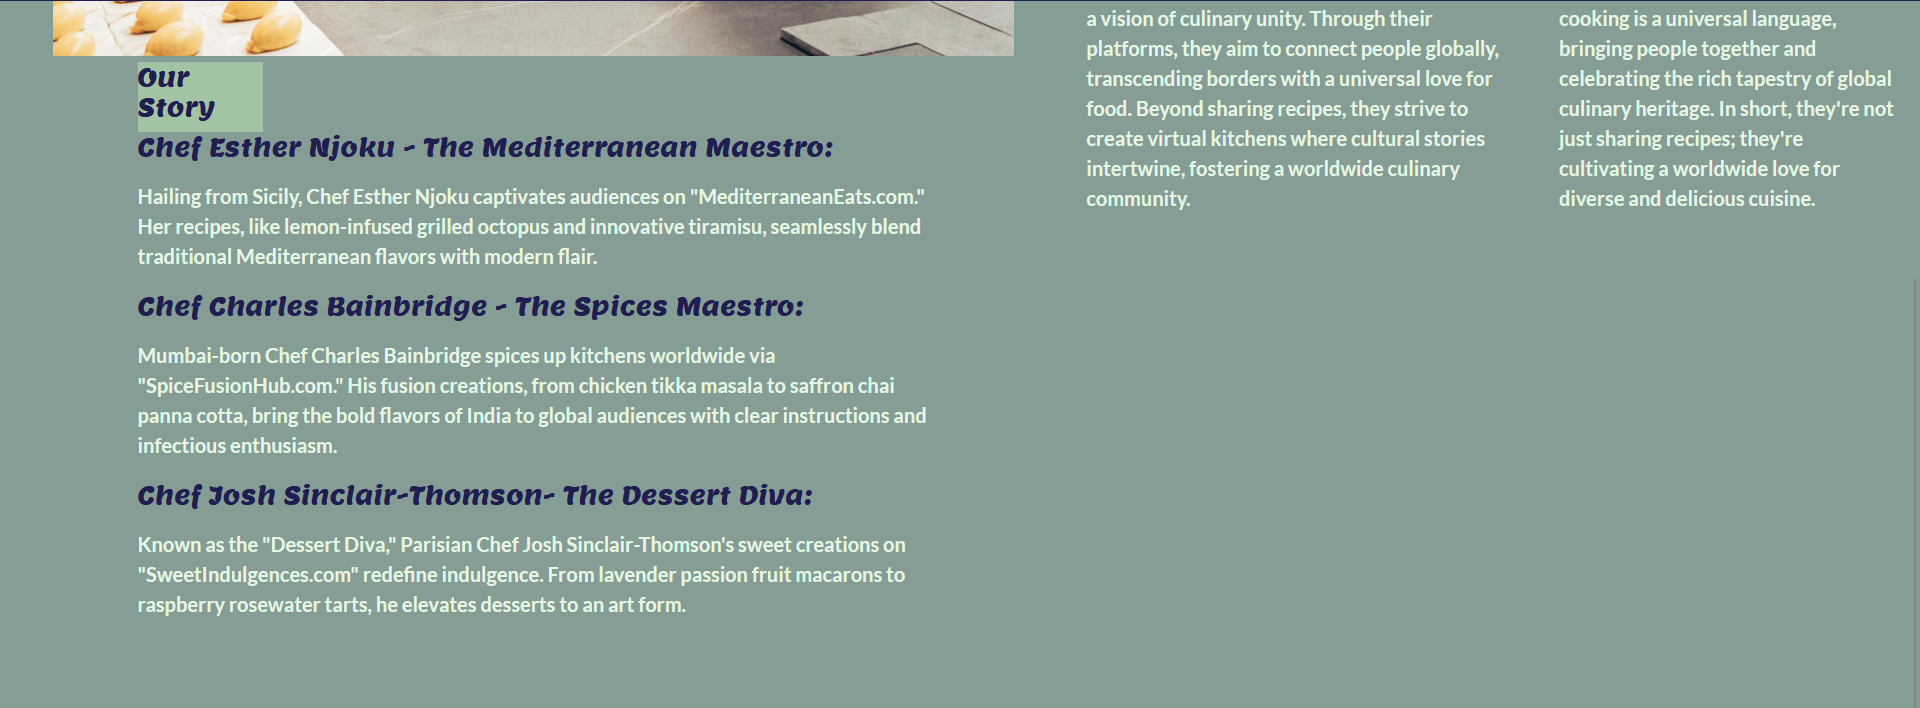 Our
Story
Chef Esther Njoku - The Mediterranean Maestro:
Hailing from Sicily, Chef Esther Njoku captivates audiences on "MediterraneanEats.com."
Her recipes, like lemon-infused grilled octopus and innovative tiramisu, seamlessly blend
traditional Mediterranean flavors with modern flair.
Chef Charles Bainbridge - The Spices Maestro:
Mumbai-born Chef Charles Bainbridge spices up kitchens worldwide via
"SpiceFusionHub.com." His fusion creations, from chicken tikka masala to saffron chai
panna cotta, bring the bold flavors of India to global audiences with clear instructions and
infectious enthusiasm.
Chef Josh Sinclair-Thomson- The Dessert Diva:
Known as the "Dessert Diva," Parisian Chef Josh Sinclair-Thomson's sweet creations on
"SweetIndulgences.com" redefine indulgence. From lavender passion fruit macarons to
raspberry rosewater tarts, he elevates desserts to an art form.
a vision of culinary unity. Through their
platforms, they aim to connect people globally,
transcending borders with a universal love for
food. Beyond sharing recipes, they strive to
create virtual kitchens where cultural stories
intertwine, fostering a worldwide culinary
community.
cooking is a universal language,
bringing people together and
celebrating the rich tapestry of global
culinary heritage. In short, they're not
just sharing recipes; they're
cultivating a worldwide love for
diverse and delicious cuisine.